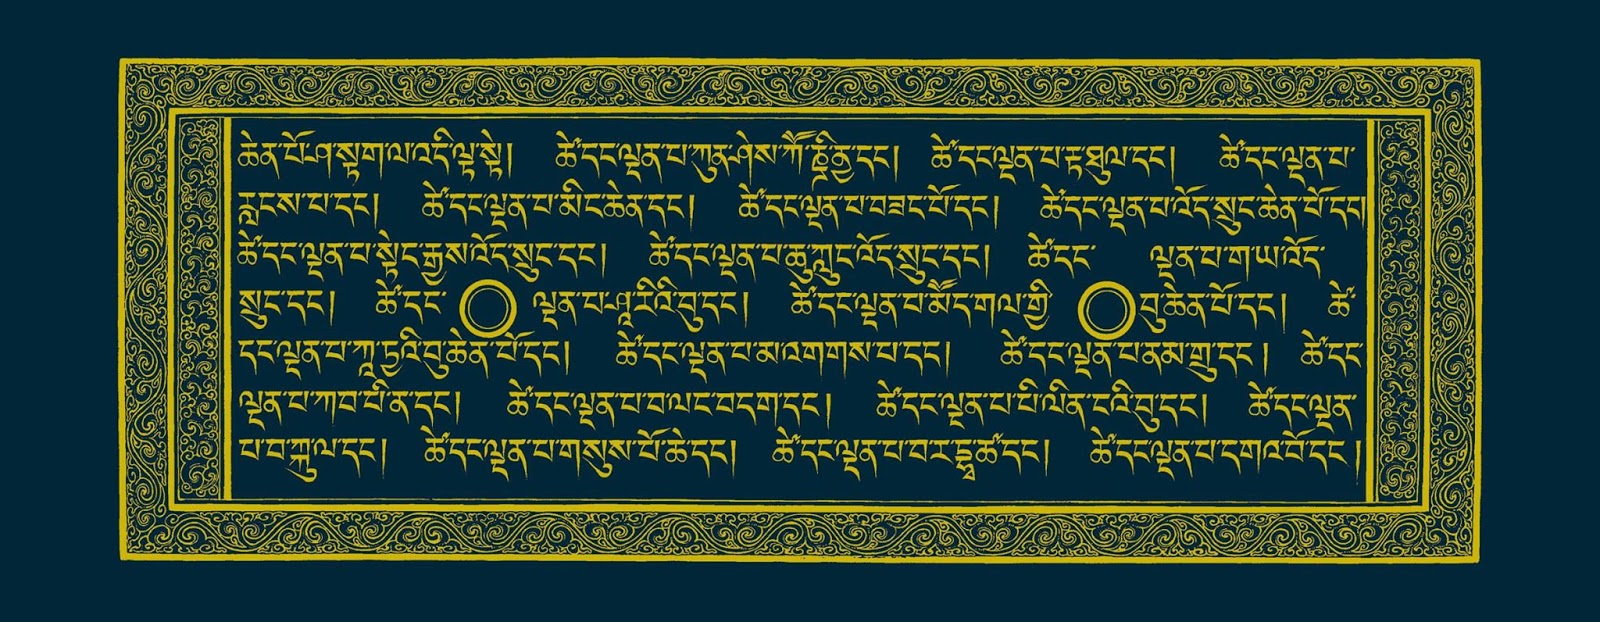 ཆེན་པོ་ཤ་སྟག་ལ་འདི་ལྟ་སྟེ། ཚེ་དང་ལྡན་པ་ཀུན་ཤེས་ཀཽ་ཎྜི་ནྱ་དང། ཚེ་དང་ལྡན་པ་རྟ་ཐུལ་དང། ཚེ་དང་ལྡན་པ་
རླངས་པ་དང། ཚེ་དང་ལྡན་པ་མིང་ཆེན་དང། ཚེ་དང་ལྡན་པ་བཟང་པོ་དང། ཚེ་དང་ལྡན་པ་འོད་སྲུང་ཆེན་པོ་དང།
ཚེ་དང་ལྡན་པ་སྟེང་རྒྱས་འོད་སྲུང་དང། ཚེ་དང་ལྡན་པ་ཆུ་ཀླུང་འོད་སྲུང་དང། ཚེ་དང་ ལྡན་པ་ག་ཡ་འོད་
སྲུང་དང། ཚེ་དང་ ལྡན་པ་ཤཱ་རིའི་བུ་དང། ཚེ་དང་ལྡན་པ་མཽད་གལ་གྱི་ བུ་ཆེན་པོ་དང། ཚེ་
དང་ལྡན་པ་ཀཱ་ཏྱའི་བུ་ཆེན་པོ་དང། ཚེ་དང་ལྡན་པ་མ་འགགས་པ་དང། ཚེ་དང་ལྡན་པ་ནམ་གྲུ་དང། ཚེ་དང་
ལྡན་པ་ཀབ་པི་ན་དང། ཚེ་དང་ལྡན་པ་བ་ལང་བདག་དང། ཚེ་དང་ལྡན་པ་པི་ལིན་དའི་བུ་དང། ཚེ་དང་ལྡན་
པ་བ་ཀྐུ་ལ་དང། ཚེ་དང་ལྡན་པ་གསུས་པོ་ཆེ་དང། ཚེ་དང་ལྡན་པ་བ་ར་དྷྭ་ཚ་དང། ཚེ་དང་ལྡན་པ་དགའ་བོ་དང།